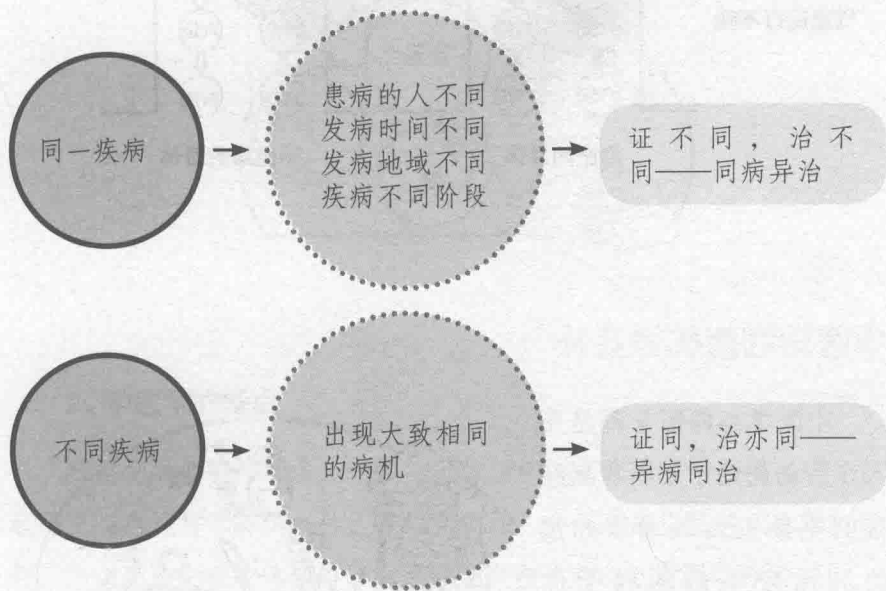 同一疾病
患病的人不同
发病时间不同
发病地域不同
疾病不同阶段
证不同，治不
同——同病异治
不同疾病
出现大致相同
的病机
证同，治亦同——
异病同治